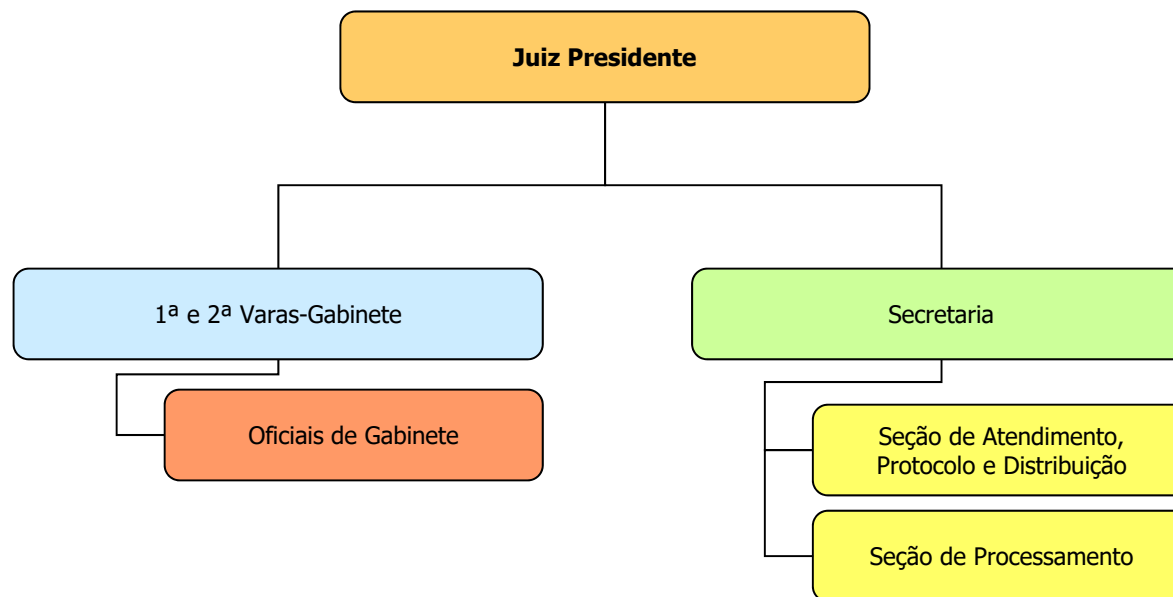 Juiz Presidente
1ª e 2ª Varas-Gabinete
Secretaria
Oficiais de Gabinete
Seção de Atendimento,
Protocolo e Distribuição
Seção de Processamento